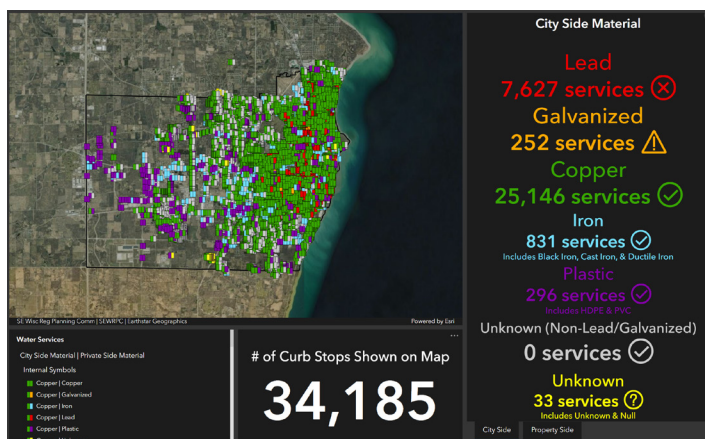 SE Wisc Reg Planning Comm | SEWRPC | Earthstar Geographics
Powered by Esri
Water Services
City Side Material | Private Side Material
Internal Symbols
Copper | Copper
Copper | Galvanized
Copper | Iron
Copper | Lead
Copper | Plastic
# of Curb Stops Shown on Map
34,185
City Side Material
Lead
7,627 services
Galvanized
252 services
Copper
25,146 services
Iron
831 services
Includes Black Iron, Cast Iron, & Ductile Iron
Plastic
296 services
Includes HDPE & PVC
Unknown (Non-Lead/Galvanized)
0 services
Unknown
33 services
Includes Unknown & Null
City Side
Property Side